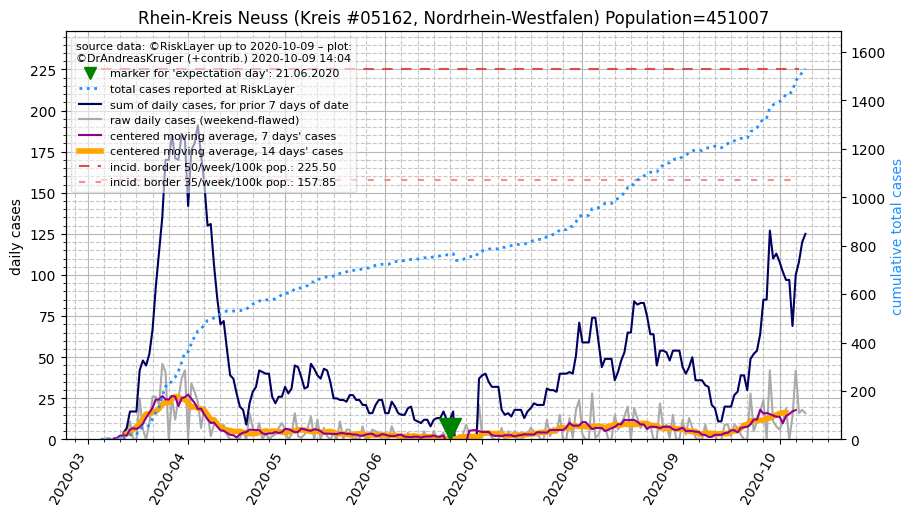 Rhein-Kreis Neuss (Kreis #05162, Nordrhein-Westfalen) Population=451007
source data: ©RiskLayer up to 2020-10-09 – plot:
©DrAndreasKruger (+contrib.) 2020-10-09 14:04
marker for 'expectation day': 21.06.2020
total cases reported at RiskLayer
sum of daily cases, for prior 7 days of date
raw daily cases (weekend-flawed)
centered moving average, 7 days' cases
centered moving average, 14 days' cases
incid. border 50/week/100k pop.: 225.50
incid. border 35/week/100k pop.: 157.85
daily cases
225
200
175
150
125
100
75
50
25
0
1600
1400
1200
1000
800
600
400
200
0
cumulative total cases
2020-03
2020-04
2020-05
2020-06
2020-07
2020-08
2020-09
2020-10